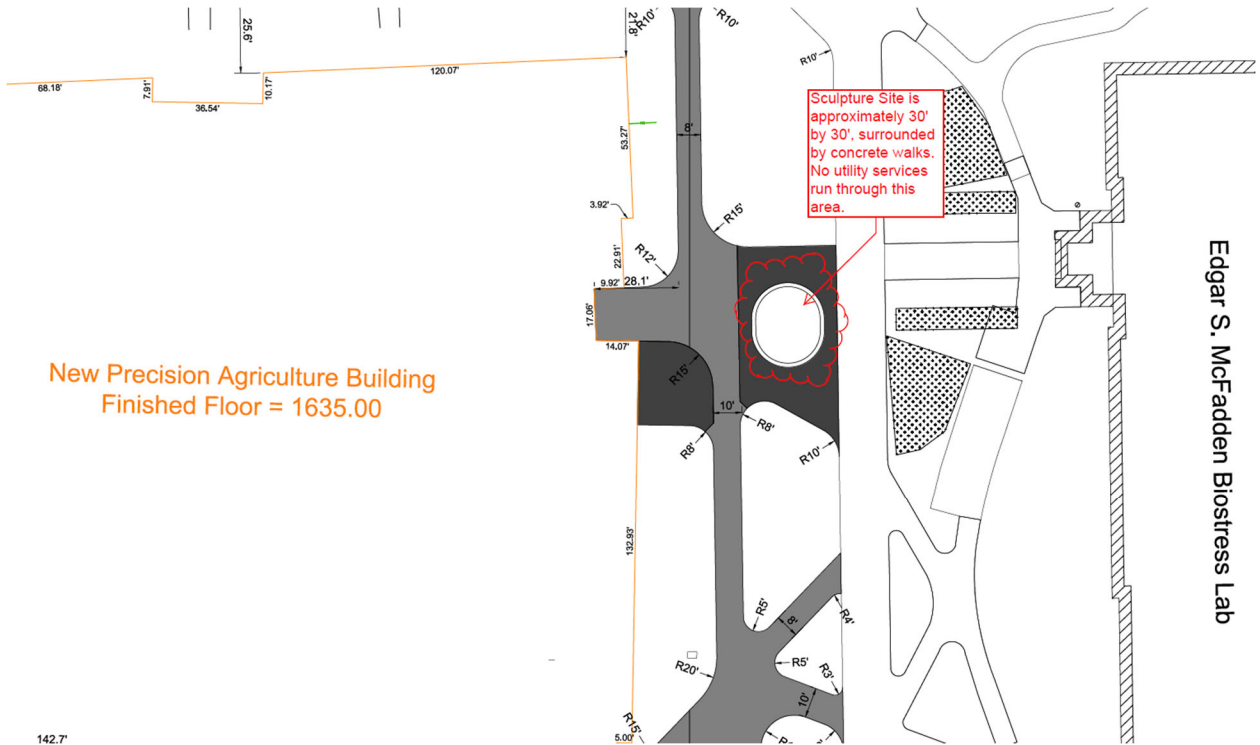 25.6'
21.8'
R10'
R10'
R10'
68.18'
7.91'
36.54'
10.17'
120.07'
53.27'
8'
Sculpture Site is
approximately 30'
by 30', surrounded
by concrete walks.
No utility services
run through this
area.
3.92'
R15'
22.91'
R12'
9.92'
28.1'
17.06'
14.07'
R15'
New Precision Agriculture Building
Finished Floor = 1635.00
10'
R8'
R8'
R10'
Edgar S. McFadden Biostress Lab
132.93'
R5'
8'
R4'
R20'
R5'
R3'
10'
R15'
5.00'
142.7'